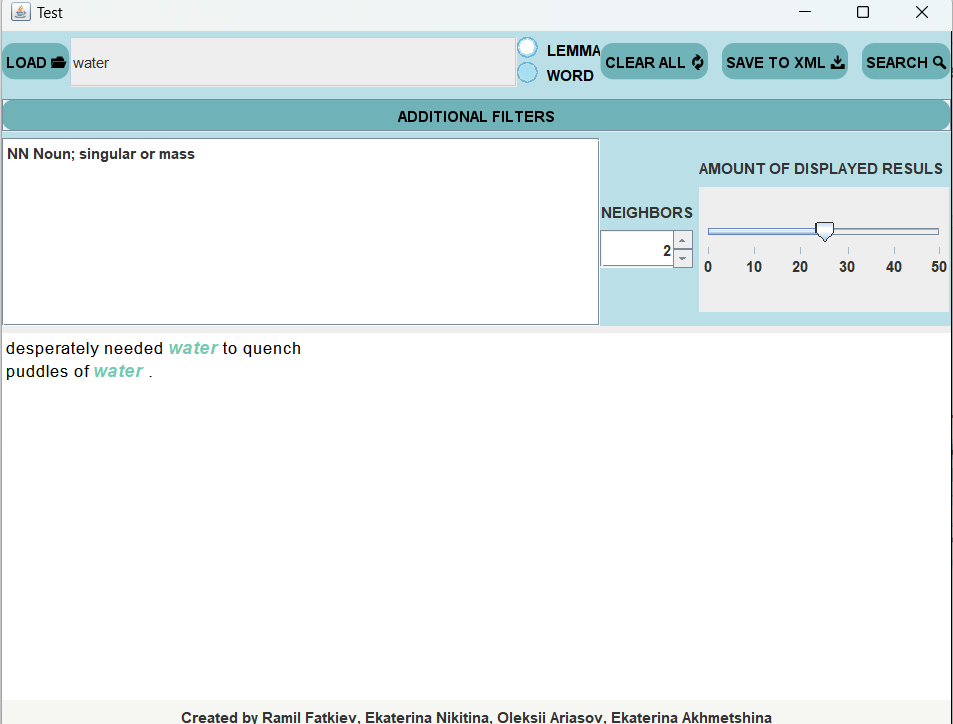 Test
LOAD
water
LEMMA
WORD
CLEAR ALL
SAVE TO XML
SEARCH
ADDITIONAL FILTERS
NN Noun; singular or mass
NEIGHBORS
2
AMOUNT OF DISPLAYED RESULS
0 10 20 30 40 50
desperately needed water to quench
puddles of water .
Created by Ramil Fatkiev, Ekaterina Nikitina, Oleksii Ariasov, Ekaterina Akhmetshina